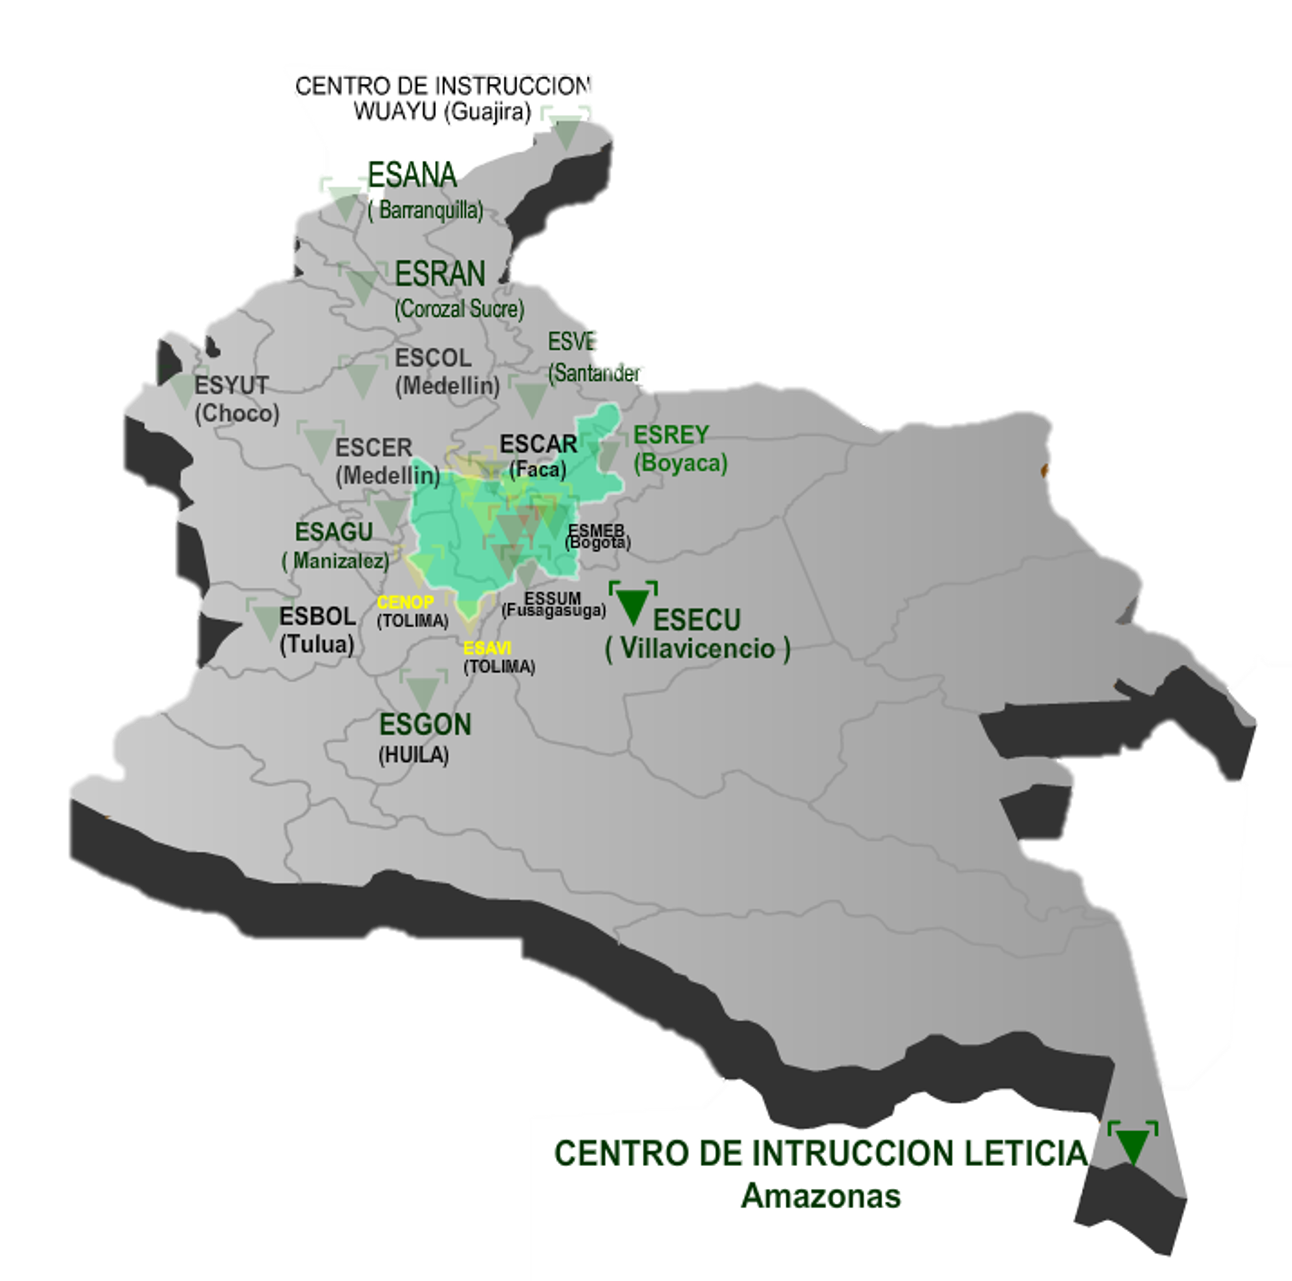 CENTRO DE INSTRUCCION
WUAYU (Guajira)
ESANA
( Barranquilla)
ESRAN
(Corozal Sucre)
ESVE
(Santander
ESCOL
(Medellin)
ESYUT
(Choco)
ESCER
(Medellin)
ESCAR
(Faca)
ESREY
(Boyaca)
ESAGU
( Manizalez)
ESMEB
(Bogota)
CENOP
(TOLIMA)
ESSUM
(Fusagasuga)
ESBOL
(Tulua)
ESECU
( Villavicencio )
ESAVI
(TOLIMA)
ESGON
(HUILA)
CENTRO DE INTRUCCION LETICIA
Amazonas